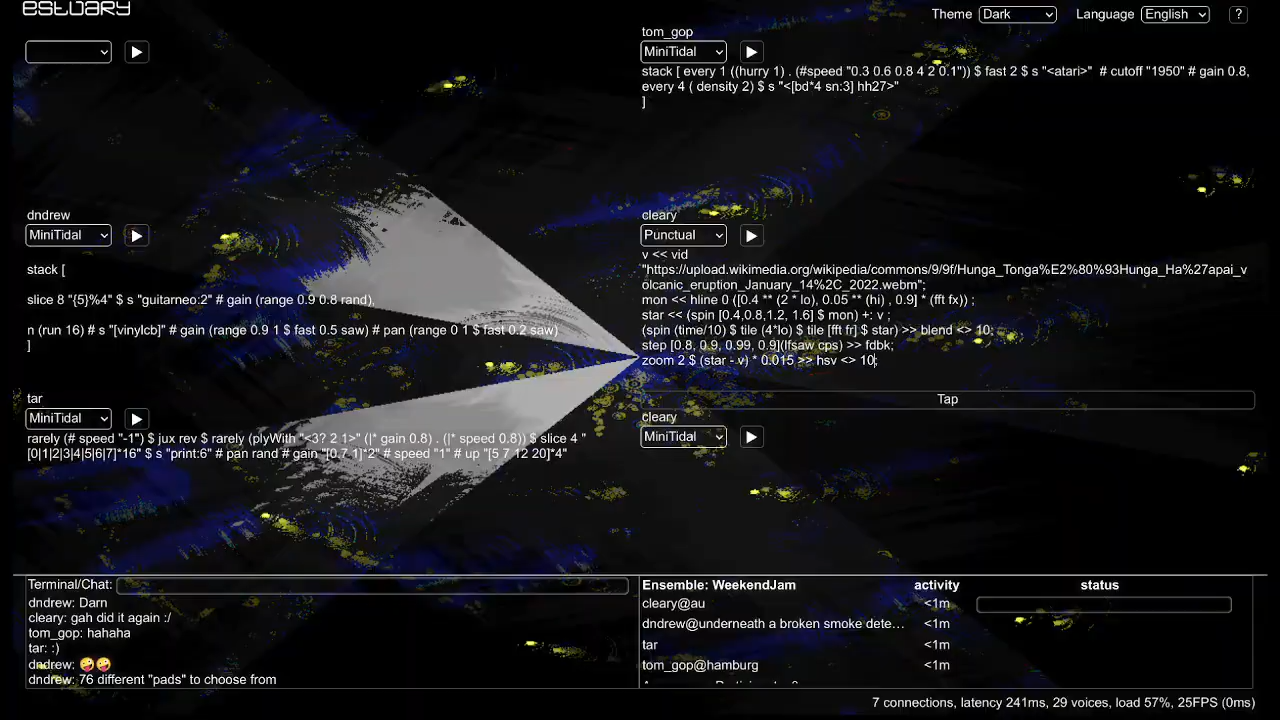 estuary
Theme Dark Language English ?
tom_gop
MiniTidal
stack [ every 1 ((hurry 1) . (#speed "0.3 0.6 0.8 4 2 0.1")) $ fast 2 $ s "<atari>" # cutoff "1950" # gain 0.8,
every 4 ( density 2) $ s "<[bd*4 sn:3] hh27>"
]
dndrew
MiniTidal
stack [
slice 8 "{5}%4" $ s "guitarneo:2" # gain (range 0.9 0.8 rand),
n (run 16) # s "[vinylcb]" # gain (range 0.9 1 $ fast 0.5 saw) # pan (range 0 1 $ fast 0.2 saw)
]
cleary
Punctual
v << vid
"https://upload.wikimedia.org/wikipedia/commons/9/9f/Hunga_Tonga%E2%80%93Hunga_Ha%27apai_v
olcanic_eruption_January_14%2C_2022.webm";
mon << hline 0 ([0.4 ** (2 * lo), 0.05 ** (hi) , 0.9] * (fft fx)) ;
star << (spin [0.4,0.8,1.2, 1.6] $ mon) +: v ;
(spin (time/10) $ tile (4*lo) $ tile [fft fr] $ star) >> blend <> 10;
step [0.8, 0.9, 0.99, 0.9](lfsaw cps) >> fdbk;
zoom 2 $ (star - v) * 0.015 >> hsv <> 10;
tar
MiniTidal
rarely (# speed "-1") $ jux rev $ rarely (plyWith "<3? 2 1>" (|* gain 0.8) . (|* speed 0.8)) $ slice 4 "
[0|1|2|3|4|5|6|7]*16" $ s "print:6" # pan rand # gain "[0.7 1]*2" # speed "1" # up "[5 7 12 20]*4"
Tap
cleary
MiniTidal
Terminal/Chat:
dndrew: Darn
cleary: gah did it again :/
tom_gop: hahaha
tar: :)
dndrew: 🤪🤪
dndrew: 76 different "pads" to choose from
Ensemble: WeekendJam activity status
cleary@au <1m
dndrew@underneath a broken smoke dete... <1m
tar <1m
tom_gop@hamburg <1m
7 connections, latency 241ms, 29 voices, load 57%, 25FPS (0ms)